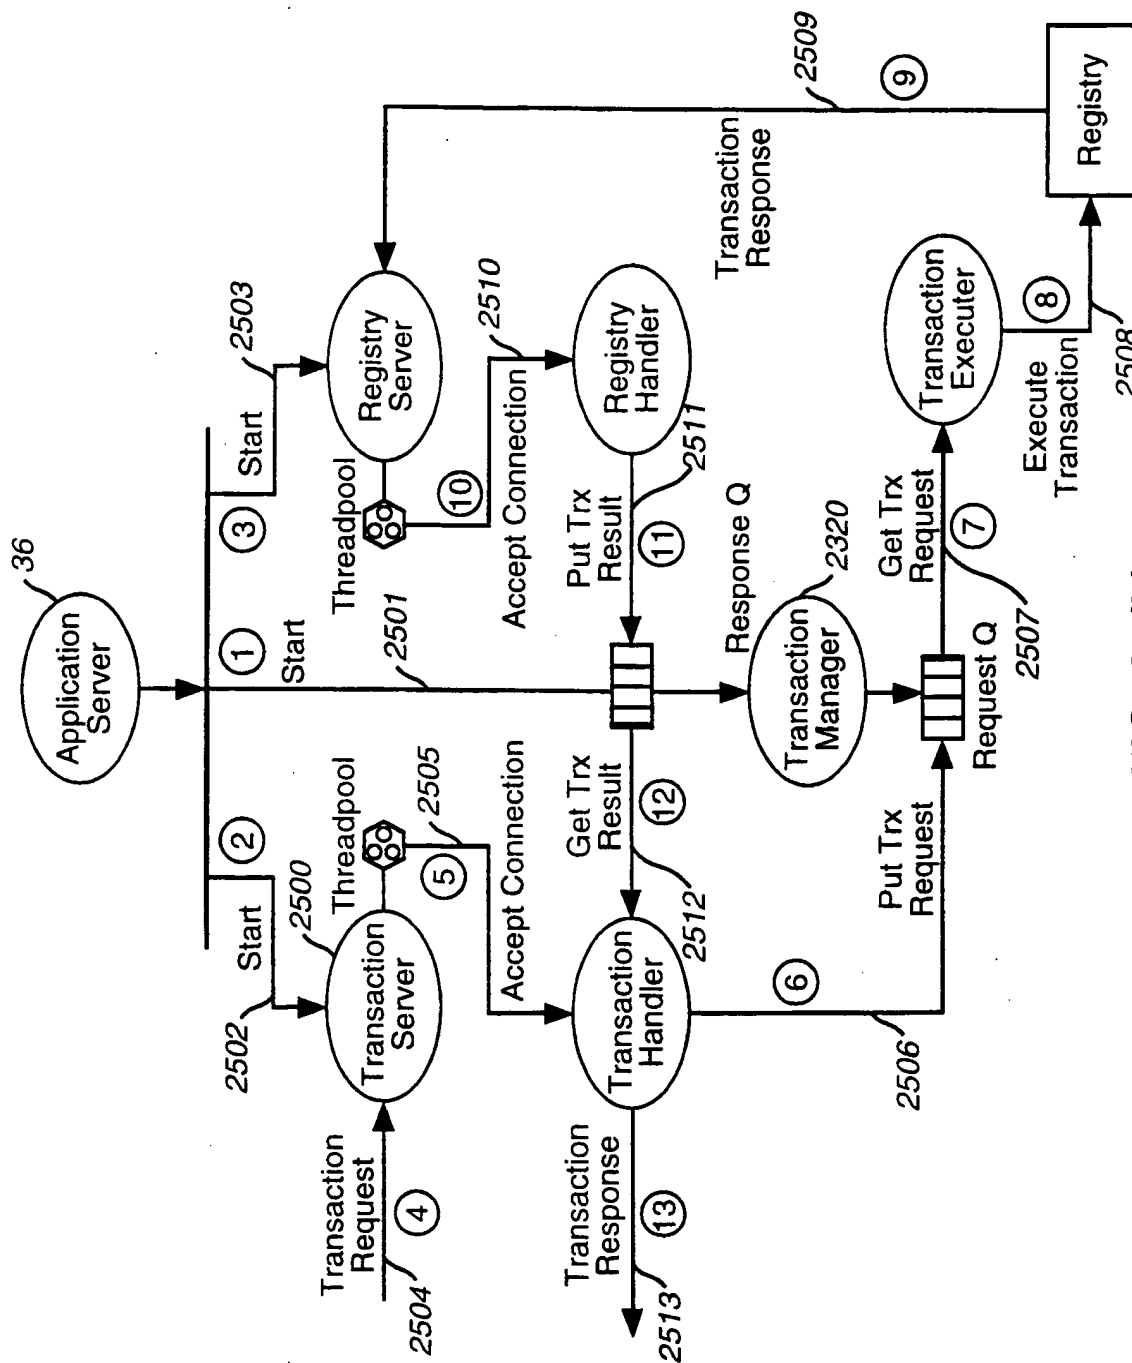 36
Application
Server
1
Start
2501
2
Start
2502
3
Start
2503
2500
Transaction
Server
Threadpool
Transaction
Request
4
2504
5
2505
Accept Connection
Registry
Server
Threadpool
10
2510
Accept Connection
Transaction
Response
9
2509
Transaction
Handler
Transaction
Response
13
2513
Get Trx
Result
12
2512
Put Trx
Result
11
2511
Registry
Handler
Response Q
2320
Transaction
Manager
6
2506
Put Trx
Request
Request Q
Get Trx
Request
7
2507
Transaction
Executer
Execute
Transaction
8
2508
Registry